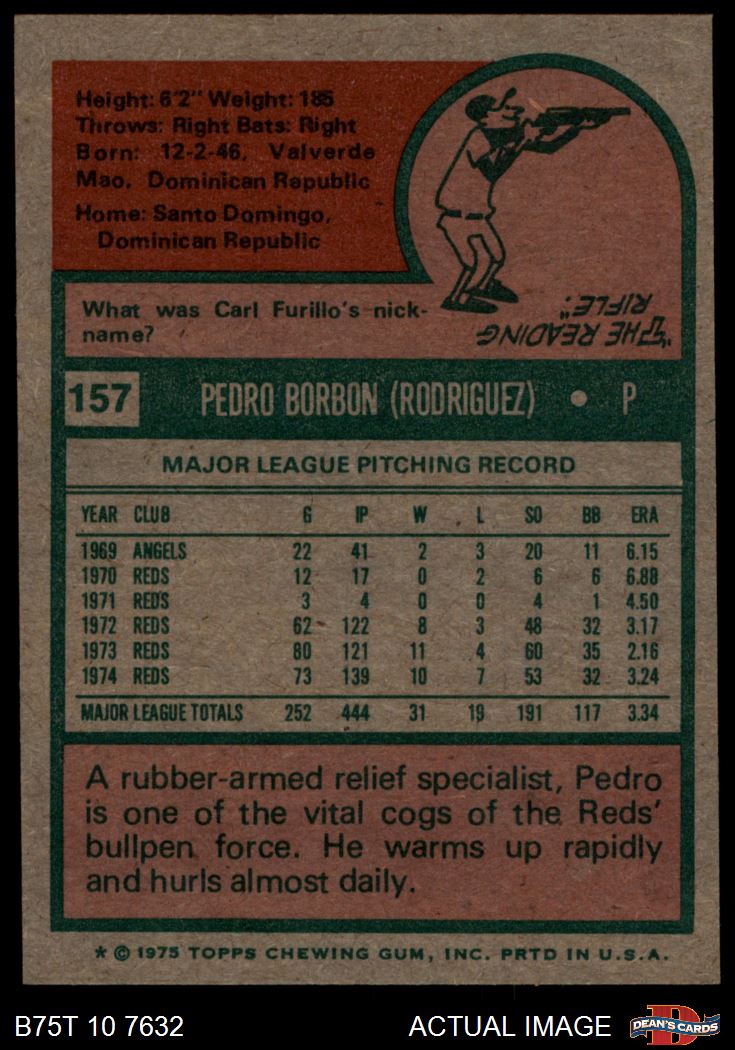 Height: 6'2" Weight: 185
Throws: Right Bats: Right
Born: 12-2-46, Valverde
Mao, Dominican Republic
Home: Santo Domingo,
Dominican Republic
What was Carl Furillo's nick-
name?
"THE READING
RIFLE."
157 PEDRO BORBON (RODRIGUEZ) • P
MAJOR LEAGUE PITCHING RECORD
YEAR CLUB G IP W L SO BB ERA
1969 ANGELS 22 41 2 3 20 11 6.15
1970 REDS 12 17 0 2 6 6 6.88
1971 REDS 3 4 0 0 4 1 4.50
1972 REDS 62 122 8 3 48 32 3.17
1973 REDS 80 121 11 4 60 35 2.16
1974 REDS 73 139 10 7 53 32 3.24
MAJOR LEAGUE TOTALS 252 444 31 19 191 117 3.34
A rubber-armed relief specialist, Pedro
is one of the vital cogs of the Reds'
bullpen force. He warms up rapidly
and hurls almost daily.
* © 1975 TOPPS CHEWING GUM, INC. PRTD IN U.S.A.
B75T 10 7632 ACTUAL IMAGE D DEAN'S CARDS